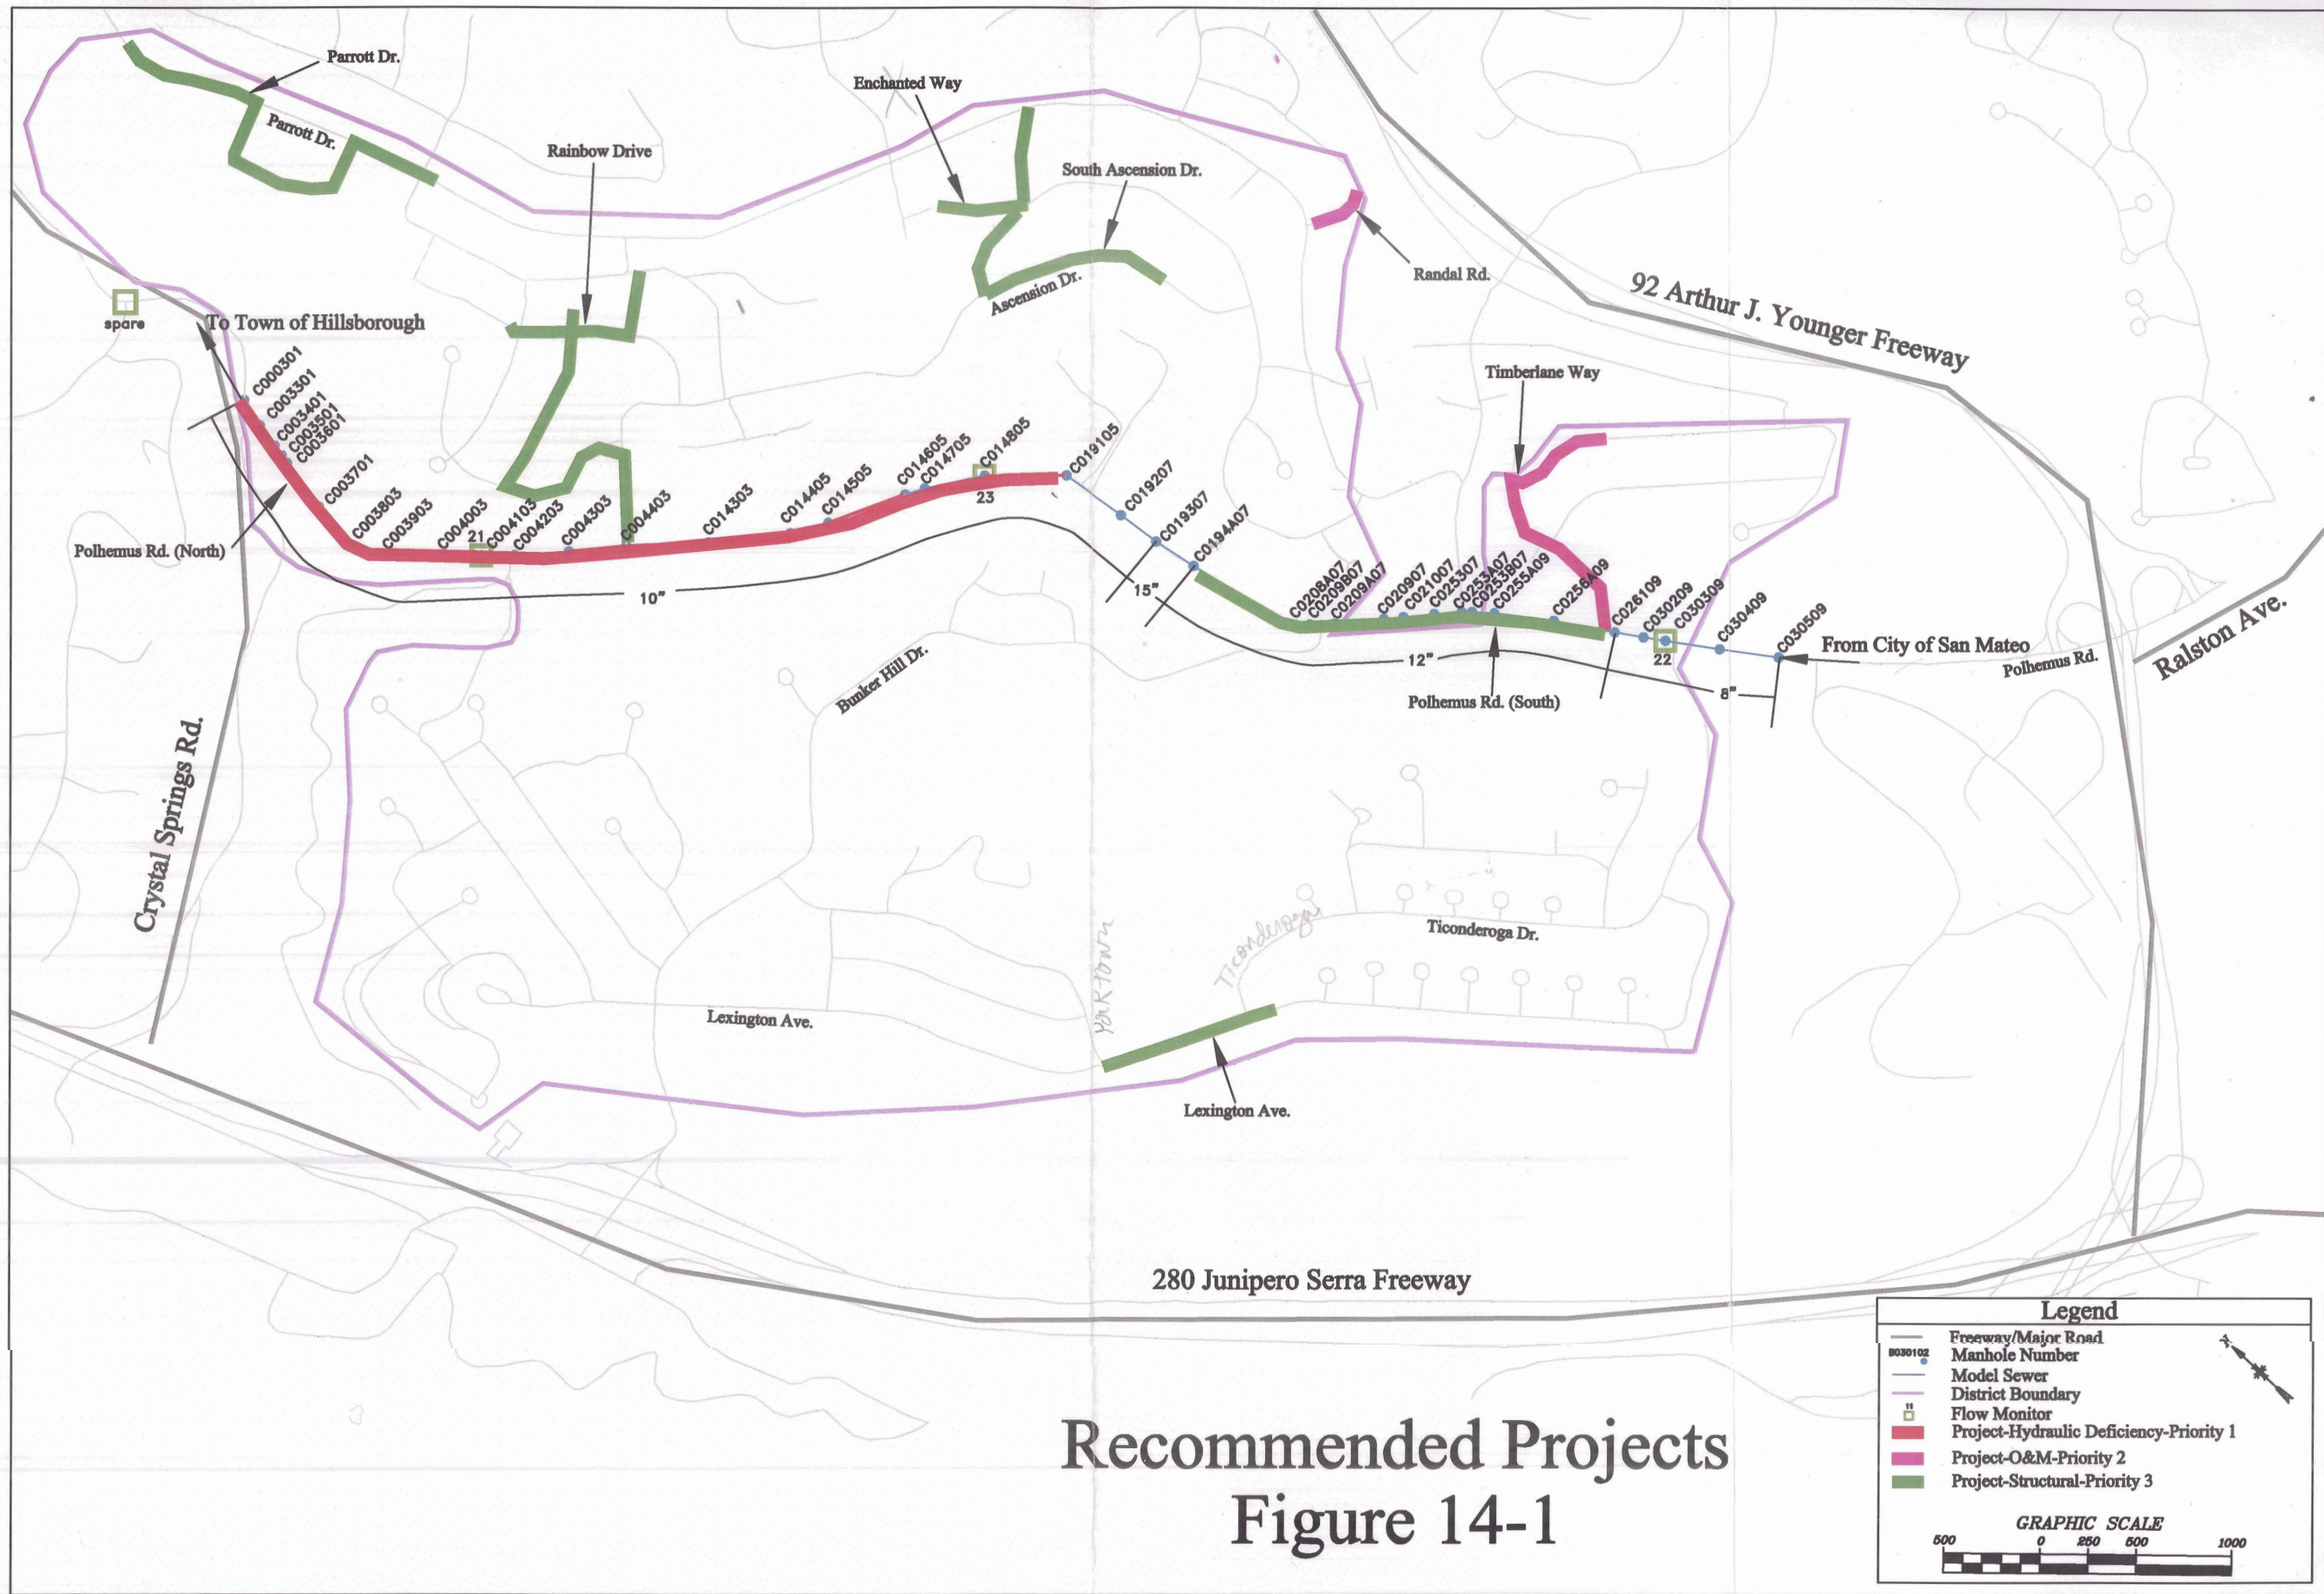 Parrott Dr.
Parrott Dr.
Enchanted Way
Rainbow Drive
South Ascension Dr.
Ascension Dr.
Randal Rd.
92 Arthur J. Younger Freeway
spare
To Town of Hillsborough
C000301
C003301
C003401
C003501
C003601
C003701
C003803
C003903
C004003
21
C004103
C004203
C004303
C004403
C014303
C014405
C014505
C014605
C014705
C014805
23
C019105
C019207
C019307
C0194A07
Timberlane Way
Polhemus Rd. (North)
10"
15"
C0208A07
C0209B07
C0209A07
C020907
C021007
C025307
C0253A07
C0253B07
C0255A09
C0256A09
C026109
C030209
C030309
22
C030409
C030509
From City of San Mateo
Polhemus Rd.
Ralston Ave.
12"
8"
Polhemus Rd. (South)
Bunker Hill Dr.
Crystal Springs Rd.
Ticonderoga
Ticonderoga Dr.
Lexington Ave.
Lexington Ave.
280 Junipero Serra Freeway
Recommended Projects
Figure 14-1
Legend
Freeway/Major Road
B030102 Manhole Number
Model Sewer
District Boundary
11 Flow Monitor
Project-Hydraulic Deficiency-Priority 1
Project-O&M-Priority 2
Project-Structural-Priority 3
GRAPHIC SCALE
500 0 250 500 1000